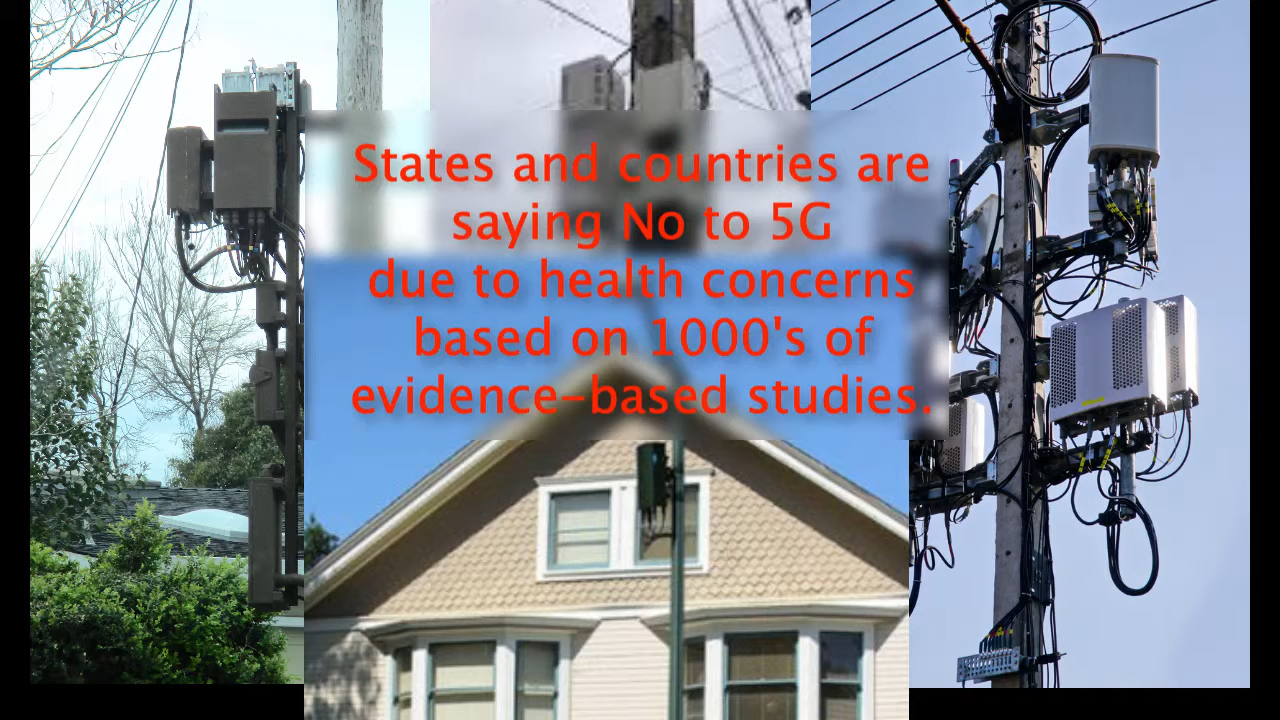 States and countries are
saying No to 5G
due to health concerns
based on 1000's of
evidence-based studies.